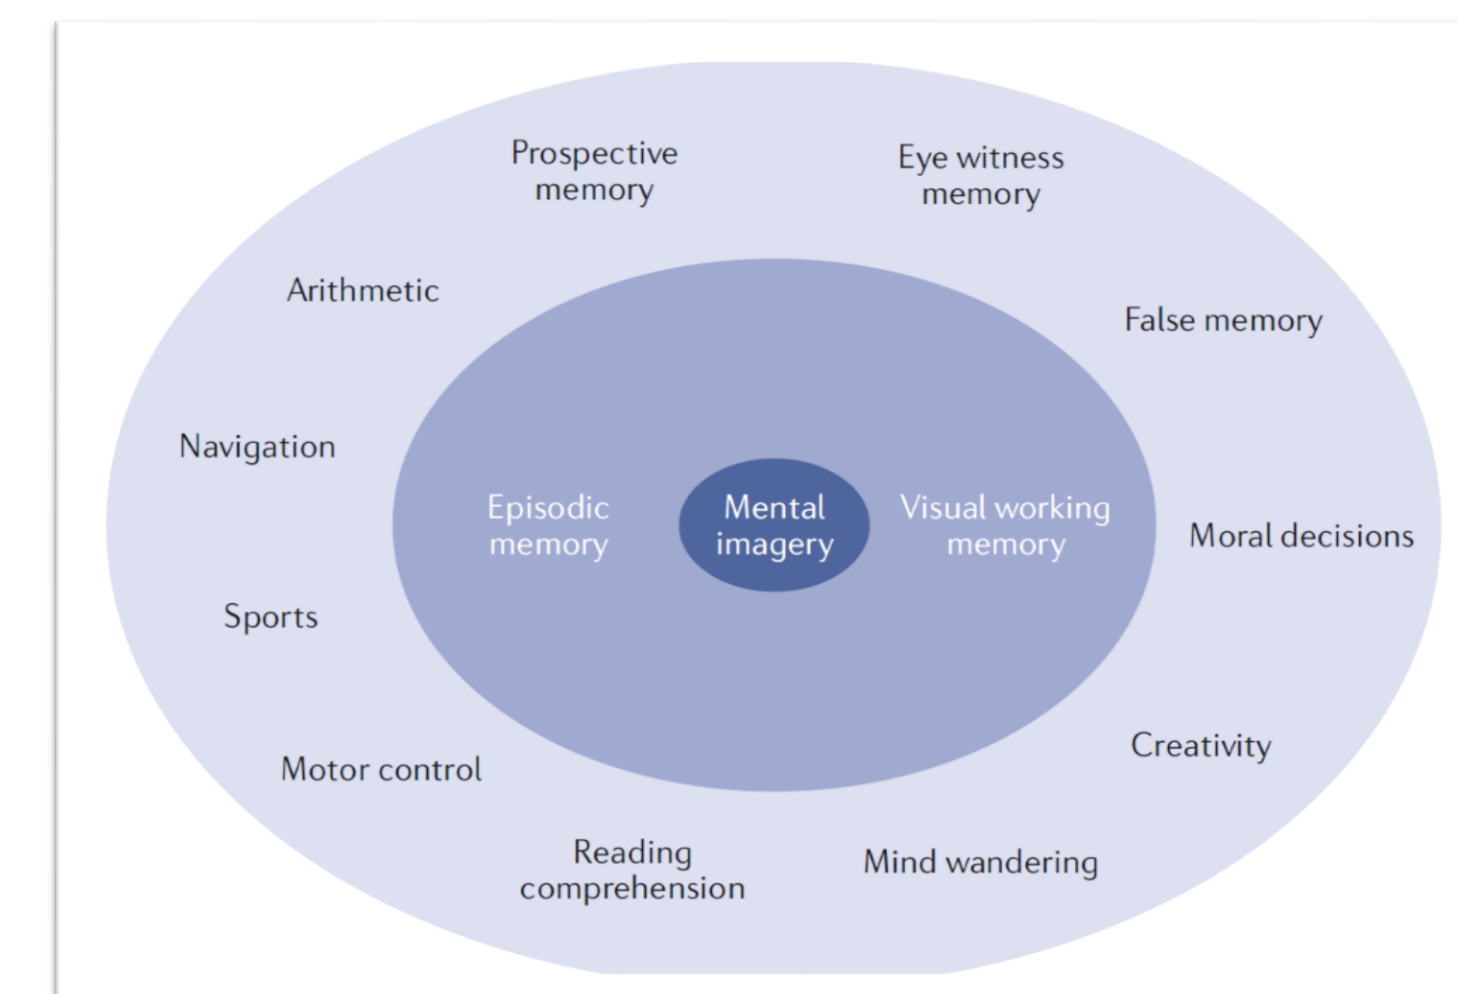 Prospective
memory
Eye witness
memory
Arithmetic
False memory
Navigation
Episodic
memory
Mental
imagery
Visual working
memory
Moral decisions
Sports
Creativity
Motor control
Reading
comprehension
Mind wandering